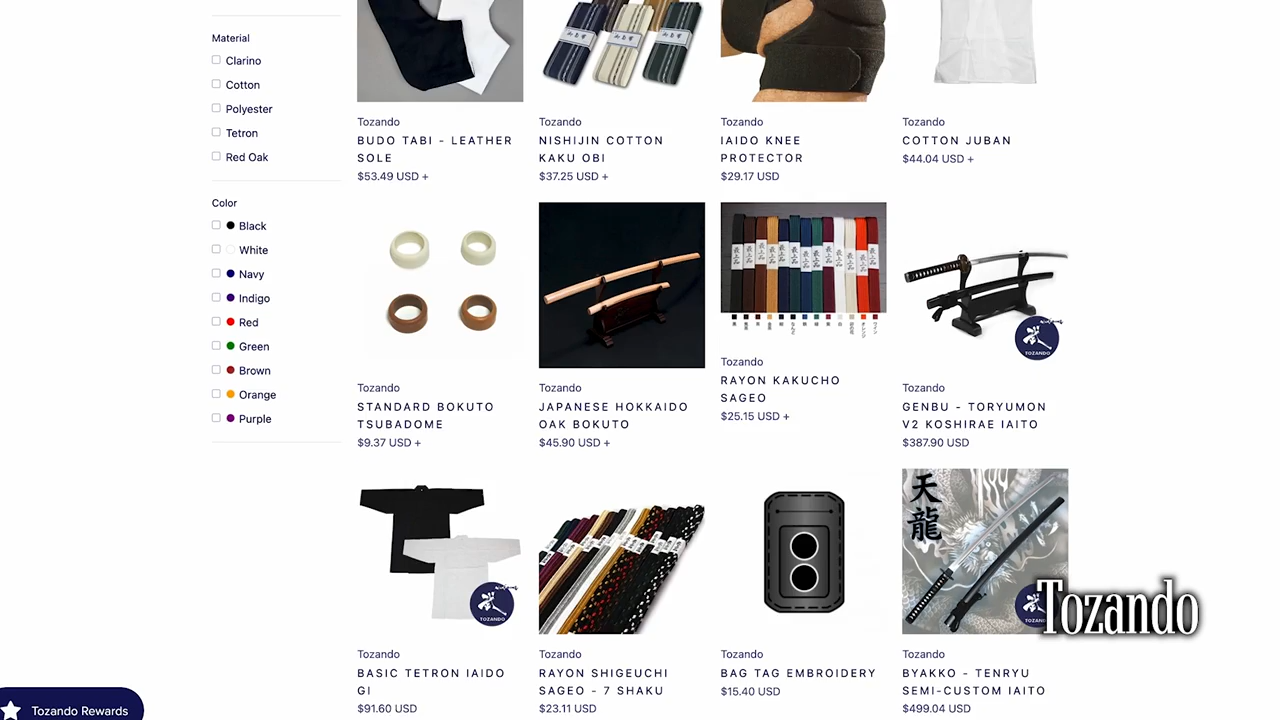 Material
Clarino
Cotton
Polyester
Tetron
Red Oak
Color
Black
White
Navy
Indigo
Red
Green
Brown
Orange
Purple
Tozando
BUDO TABI - LEATHER
SOLE
$53.49 USD +
Tozando
NISHIJIN COTTON
KAKU OBI
$37.25 USD +
Tozando
IAIDO KNEE
PROTECTOR
$29.17 USD
Tozando
COTTON JUBAN
$44.04 USD +
Tozando
STANDARD BOKUTO
TSUBADOME
$9.37 USD +
Tozando
JAPANESE HOKKAIDO
OAK BOKUTO
$45.90 USD +
Tozando
RAYON KAKUCHO
SAGEO
$25.15 USD +
TOZANDO
Tozando
GENBU - TORYUMON
V2 KOSHIRAE IAITO
$387.90 USD
TOZANDO
Tozando
BASIC TETRON IAIDO
GI
$91.60 USD
Tozando
RAYON SHIGEUCHI
SAGEO - 7 SHAKU
$23.11 USD
Tozando
BAG TAG EMBROIDERY
$15.40 USD
天龍
Tozando
Tozando
BYAKKO - TENRYU
SEMI-CUSTOM IAITO
$499.04 USD
Tozando Rewards